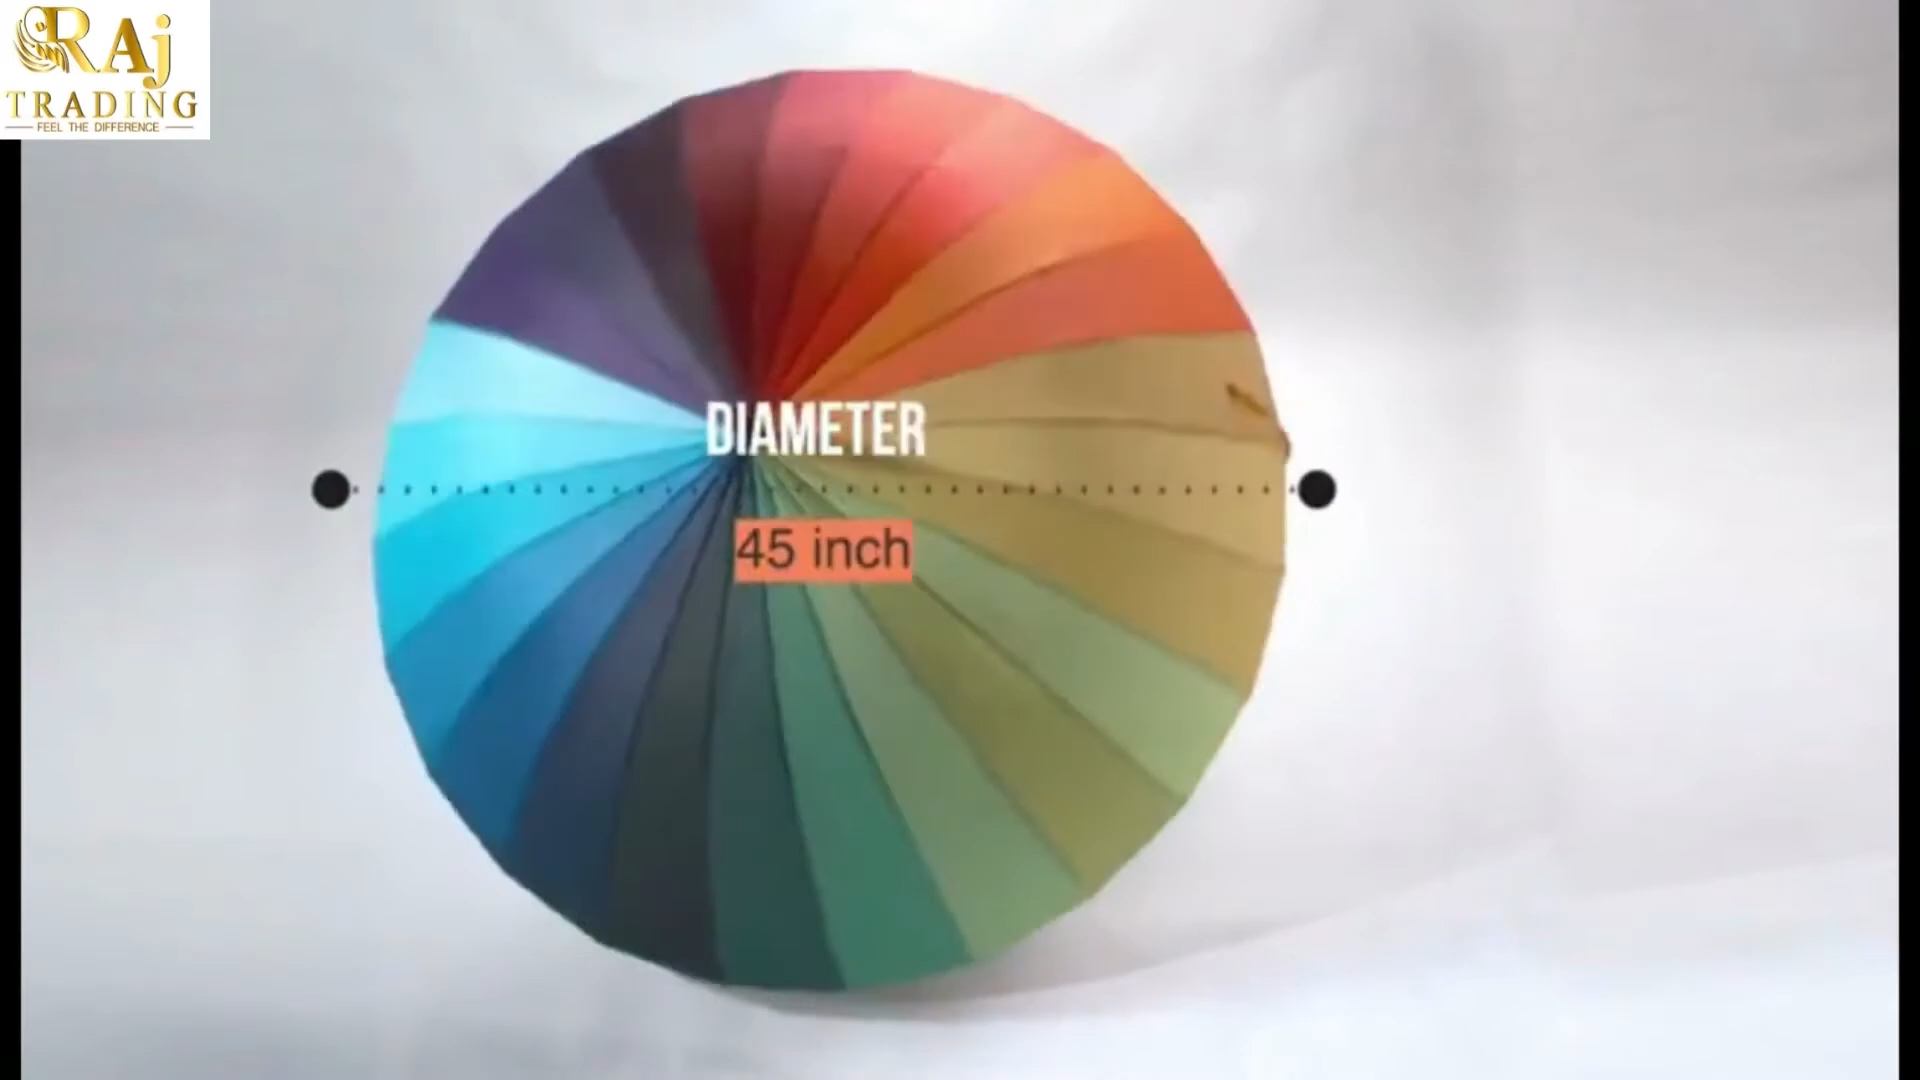 RAj
TRADING
FEEL THE DIFFERENCE
DIAMETER
45 inch